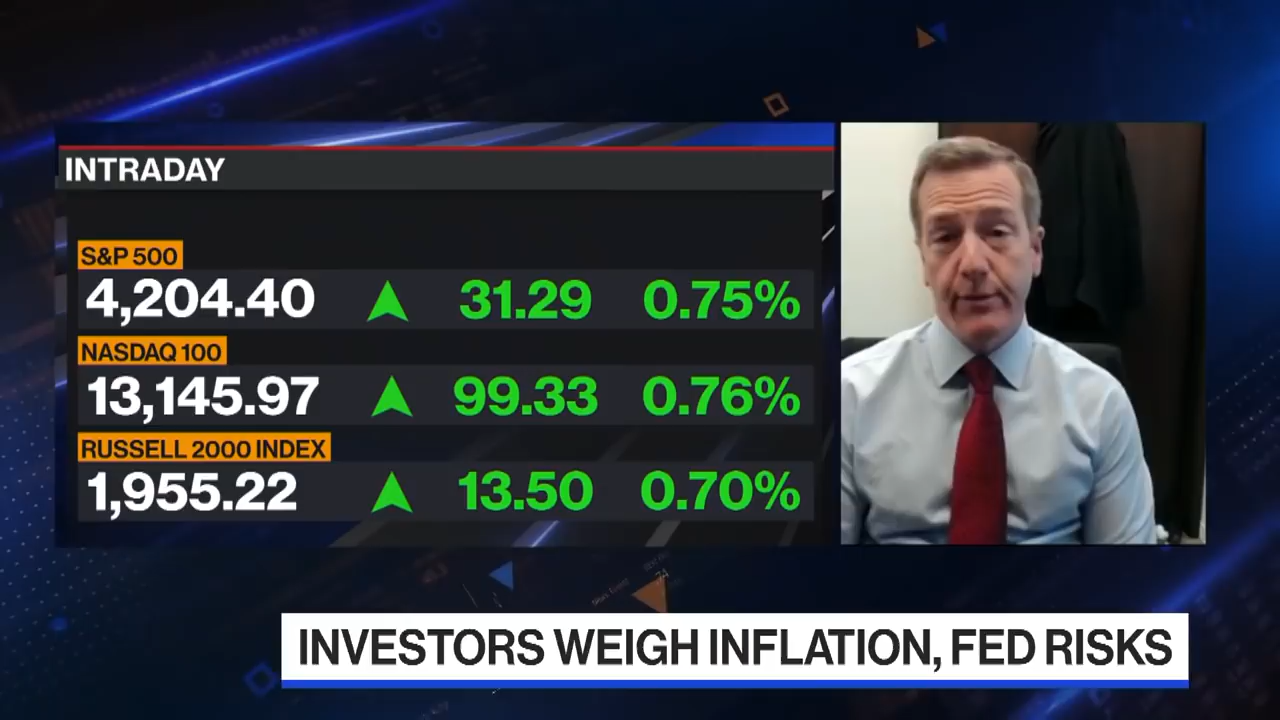 INTRADAY
S&P 500
4,204.40 ▲ 31.29 0.75%
NASDAQ 100
13,145.97 ▲ 99.33 0.76%
RUSSELL 2000 INDEX
1,955.22 ▲ 13.50 0.70%
INVESTORS WEIGH INFLATION, FED RISKS